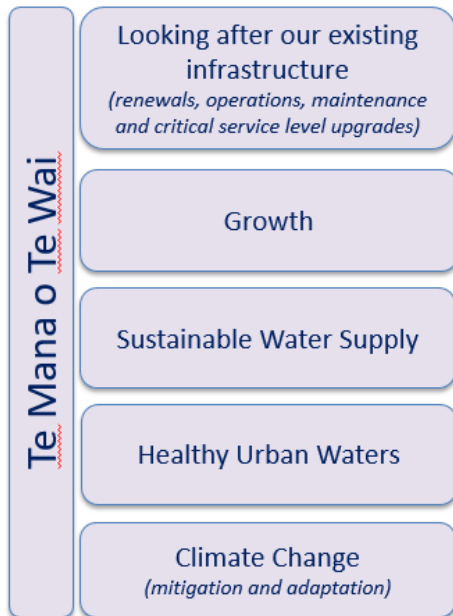 Te Mana o Te Wai
Looking after our existing
infrastructure
(renewals, operations, maintenance
and critical service level upgrades)
Growth
Sustainable Water Supply
Healthy Urban Waters
Climate Change
(mitigation and adaptation)